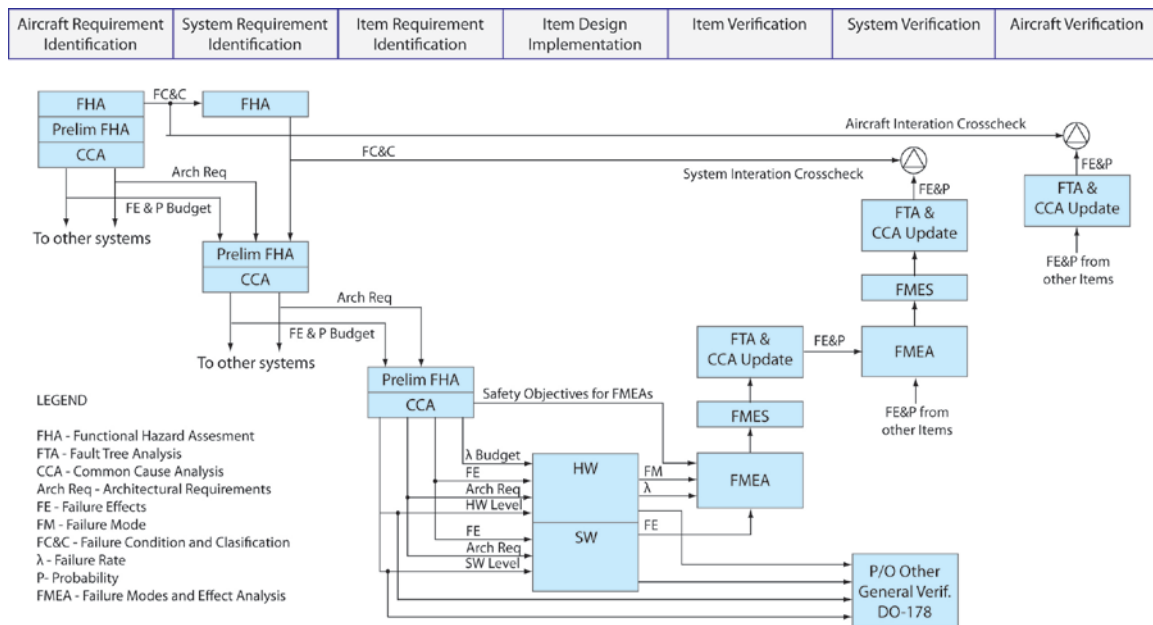 Aircraft Requirement
Identification
System Requirement
Identification
Item Requirement
Identification
Item Design
Implementation
Item Verification
System Verification
Aircraft Verification
FHA
Prelim FHA
CCA
FC&C
FHA
Aircraft Interation Crosscheck
FC&C
System Interation Crosscheck
FE&P
FE&P
Arch Req
FE & P Budget
To other systems
FTA &
CCA Update
FTA &
CCA Update
FE&P from
other Items
Prelim FHA
CCA
Arch Req
FE & P Budget
To other systems
FMES
FTA &
CCA Update
FE&P
FMEA
FE&P from
other Items
Prelim FHA
CCA
Safety Objectives for FMEAs
FMES
λ Budget
FE
Arch Req
HW Level
HW
FM
λ
FMEA
FE
Arch Req
SW Level
SW
FE
P/O Other
General Verif.
DO-178
LEGEND
FHA - Functional Hazard Assesment
FTA - Fault Tree Analysis
CCA - Common Cause Analysis
Arch Req - Architectural Requirements
FE - Failure Effects
FM - Failure Mode
FC&C - Failure Condition and Clasification
λ - Failure Rate
P- Probability
FMEA - Failure Modes and Effect Analysis